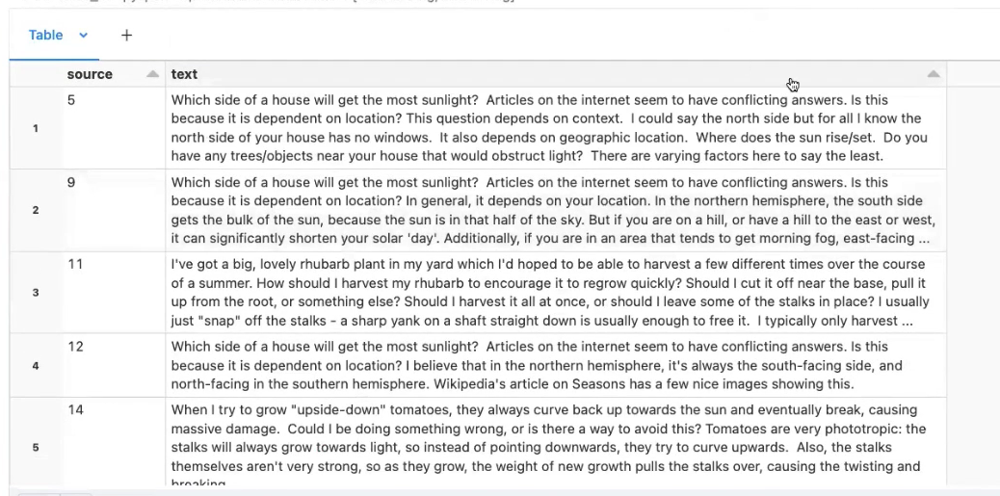 Table +
source text
1 5 Which side of a house will get the most sunlight?  Articles on the internet seem to have conflicting answers. Is this
because it is dependent on location? This question depends on context.  I could say the north side but for all I know the
north side of your house has no windows.  It also depends on geographic location.  Where does the sun rise/set.  Do you
have any trees/objects near your house that would obstruct light?  There are varying factors here to say the least.
2 9 Which side of a house will get the most sunlight?  Articles on the internet seem to have conflicting answers. Is this
because it is dependent on location? In general, it depends on your location. In the northern hemisphere, the south side
gets the bulk of the sun, because the sun is in that half of the sky. But if you are on a hill, or have a hill to the east or west,
it can significantly shorten your solar 'day'. Additionally, if you are in an area that tends to get morning fog, east-facing ...
3 11 I've got a big, lovely rhubarb plant in my yard which I'd hoped to be able to harvest a few different times over the course
of a summer. How should I harvest my rhubarb to encourage it to regrow quickly? Should I cut it off near the base, pull it
up from the root, or something else? Should I harvest it all at once, or should I leave some of the stalks in place? I usually
just "snap" off the stalks - a sharp yank on a shaft straight down is usually enough to free it.  I typically only harvest ...
4 12 Which side of a house will get the most sunlight?  Articles on the internet seem to have conflicting answers. Is this
because it is dependent on location? I believe that in the northern hemisphere, it's always the south-facing side, and
north-facing in the southern hemisphere. Wikipedia's article on Seasons has a few nice images showing this.
5 14 When I try to grow "upside-down" tomatoes, they always curve back up towards the sun and eventually break, causing
massive damage.  Could I be doing something wrong, or is there a way to avoid this? Tomatoes are very phototropic: the
stalks will always grow towards light, so instead of pointing downwards, they try to curve upwards.  Also, the stalks
themselves aren't very strong, so as they grow, the weight of new growth pulls the stalks over, causing the twisting and
breaking